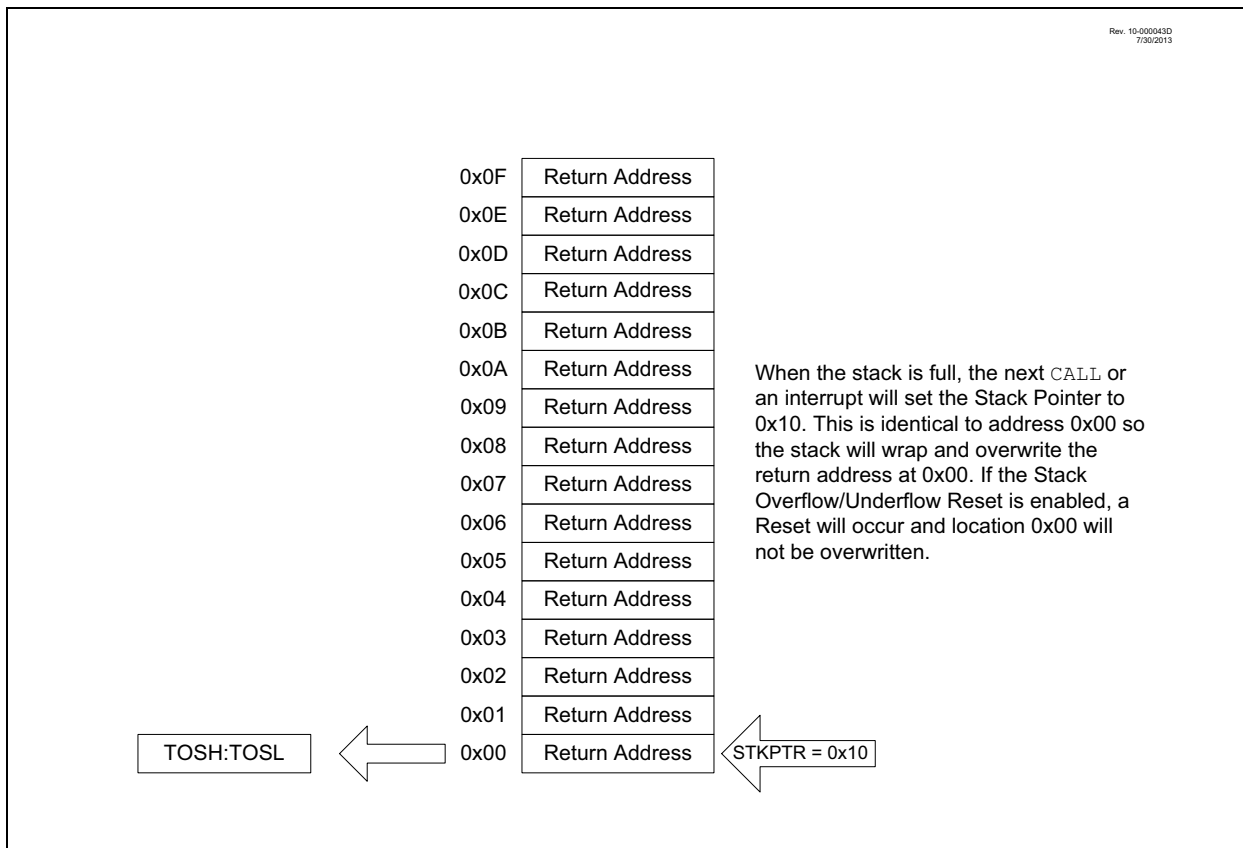 Rev. 10-000043D
7/30/2013
0x0F Return Address
0x0E Return Address
0x0D Return Address
0x0C Return Address
0x0B Return Address
0x0A Return Address
0x09 Return Address
0x08 Return Address
0x07 Return Address
0x06 Return Address
0x05 Return Address
0x04 Return Address
0x03 Return Address
0x02 Return Address
0x01 Return Address
TOSH:TOSL 0x00 Return Address STKPTR = 0x10
When the stack is full, the next CALL or
an interrupt will set the Stack Pointer to
0x10. This is identical to address 0x00 so
the stack will wrap and overwrite the
return address at 0x00. If the Stack
Overflow/Underflow Reset is enabled, a
Reset will occur and location 0x00 will
not be overwritten.